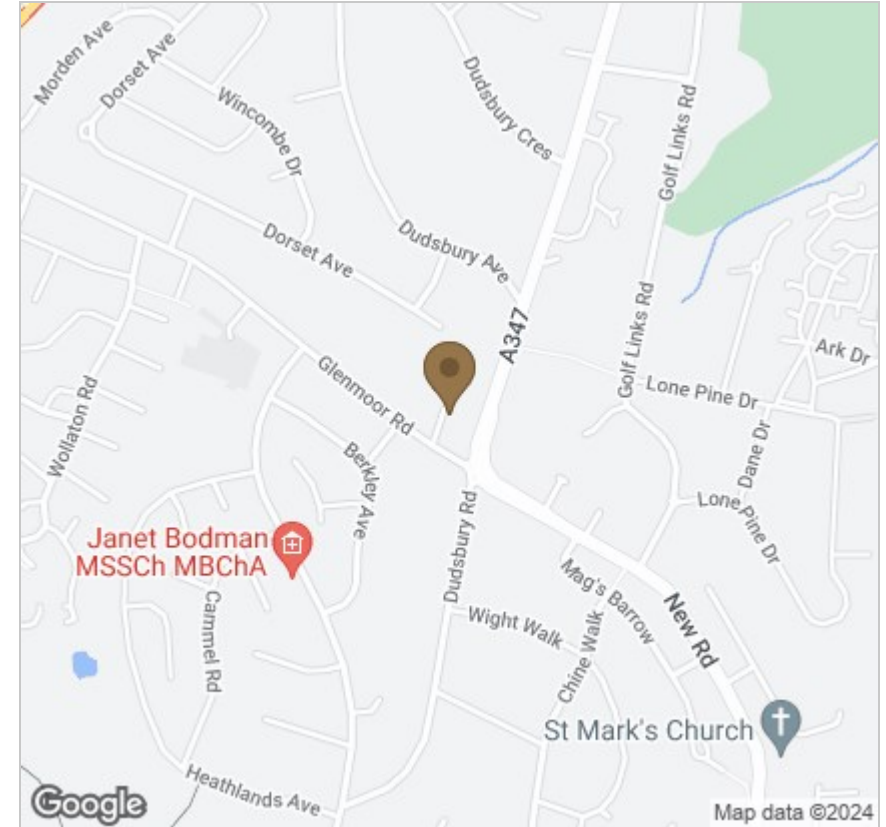 Morden Ave
Dorset Ave
Wincombe Dr
Dudsbury Cres
Golf Links Rd
Dorset Ave
Dudsbury Ave
A347
Golf Links Rd
Ark Dr
Glenmoor Rd
Lone Pine Dr
Wollaton Rd
Berkley Ave
Dane Dr
Lone Pine Dr
Janet Bodman
MSSCh MBChA
Dudsbury Rd
Mag's Barrow
New Rd
Cammel Rd
Wight Walk
Chine Walk
St Mark's Church
Heathlands Ave
Google
Map data ©2024